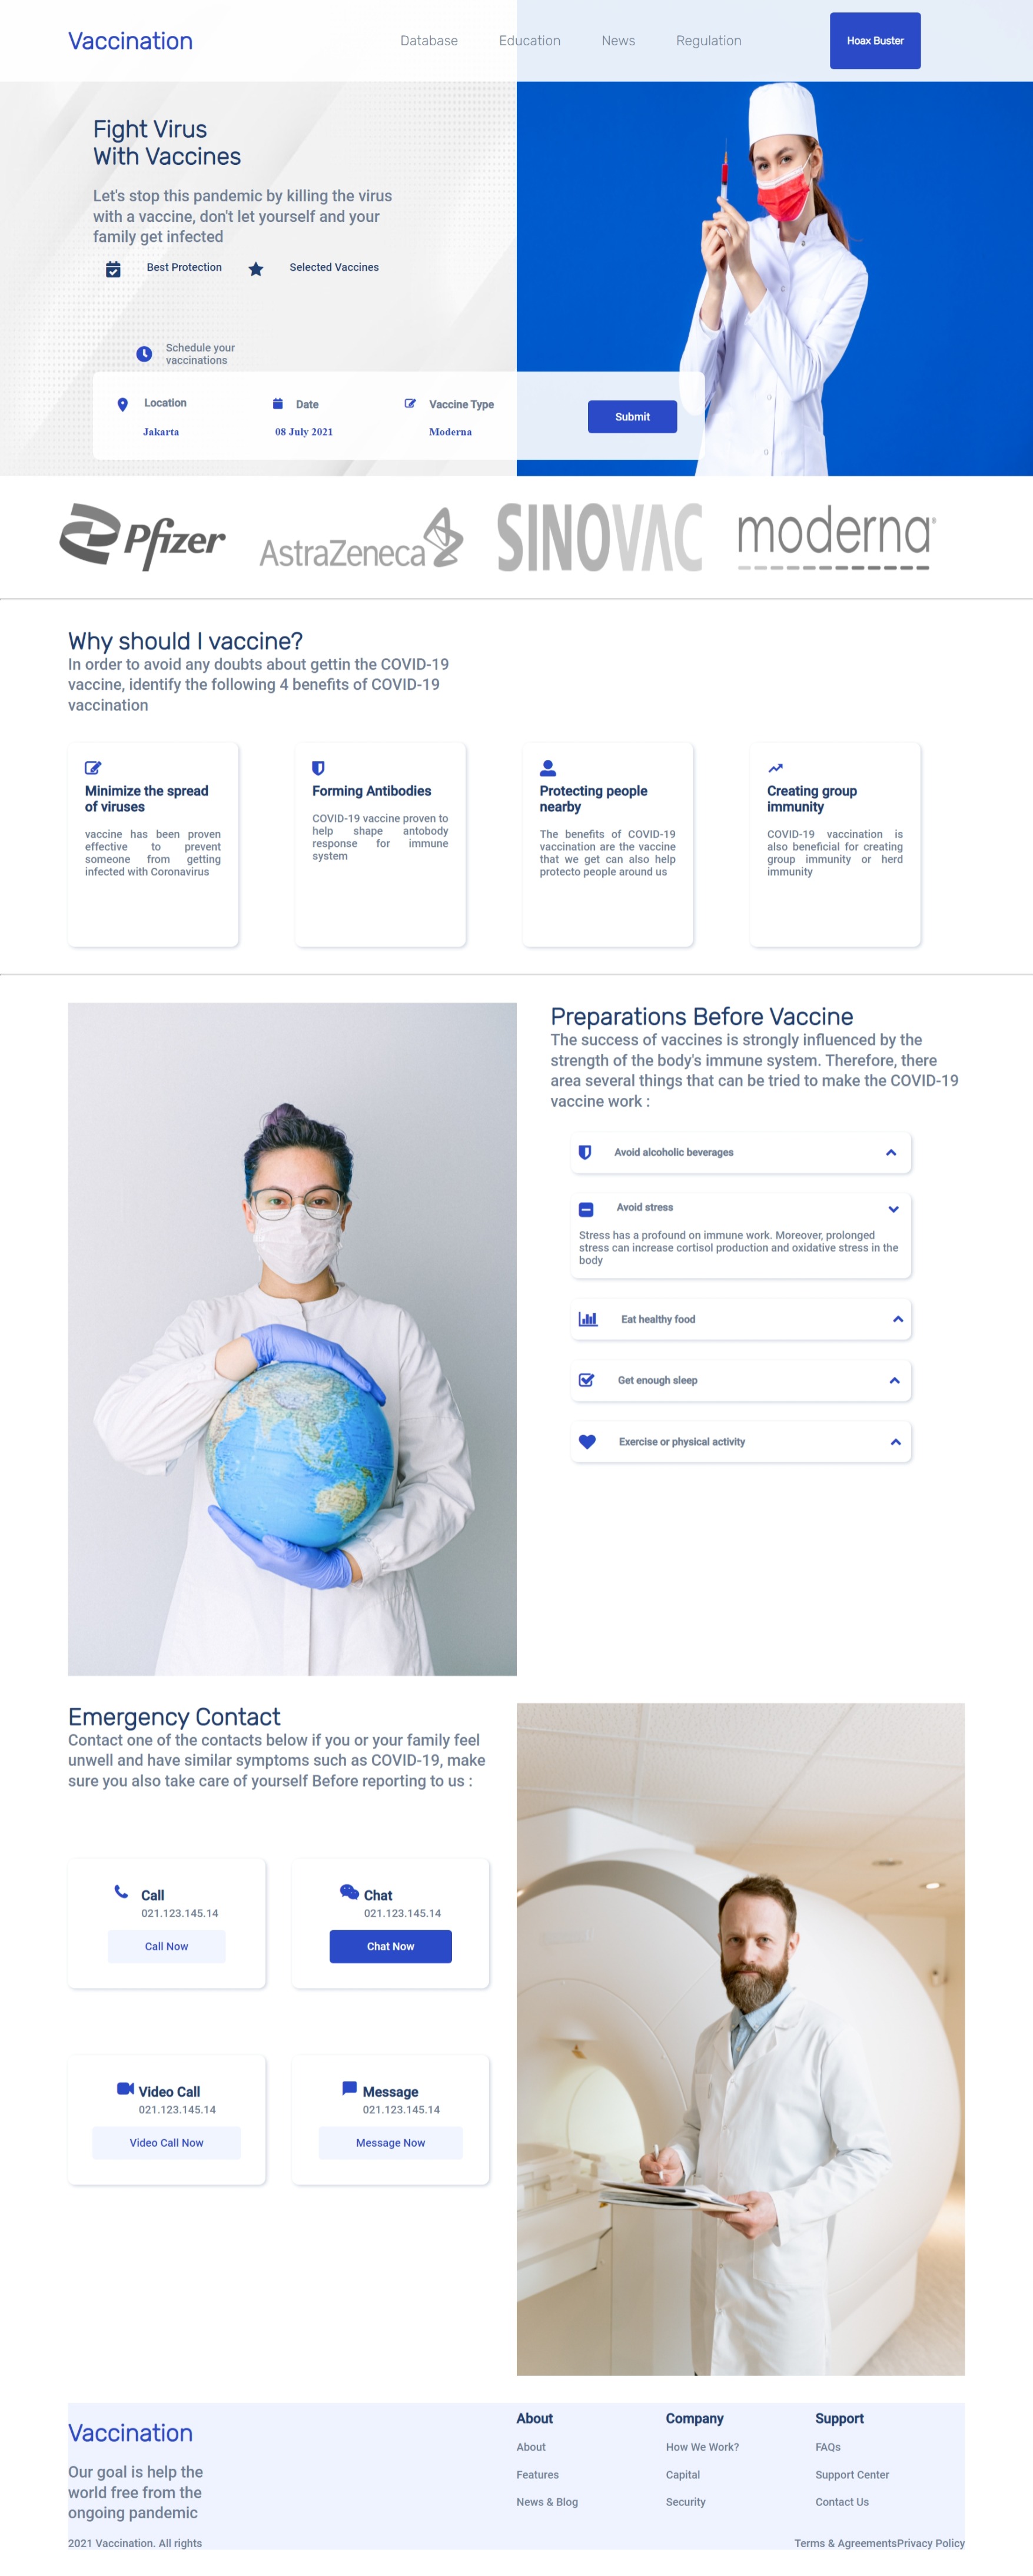 Vaccination
Database Education News Regulation
Hoax Buster
Fight Virus
With Vaccines
Let's stop this pandemic by killing the virus
with a vaccine, don't let yourself and your
family get infected
Best Protection Selected Vaccines
Schedule your
vaccinations
Location Date Vaccine Type
Jakarta 08 July 2021 Moderna
Submit
Pfizer AstraZeneca SINOVAC moderna
Why should I vaccine?
In order to avoid any doubts about gettin the COVID-19
vaccine, identify the following 4 benefits of COVID-19
vaccination
Minimize the spread
of viruses
vaccine has been proven
effective to prevent
someone from getting
infected with Coronavirus
Forming Antibodies
COVID-19 vaccine proven to
help shape antobody
response for immune
system
Protecting people
nearby
The benefits of COVID-19
vaccination are the vaccine
that we get can also help
protecto people around us
Creating group
immunity
COVID-19 vaccination is
also beneficial for creating
group immunity or herd
immunity
Preparations Before Vaccine
The success of vaccines is strongly influenced by the
strength of the body's immune system. Therefore, there
area several things that can be tried to make the COVID-19
vaccine work :
Avoid alcoholic beverages
Avoid stress
Stress has a profound on immune work. Moreover, prolonged
stress can increase cortisol production and oxidative stress in the
body
Eat healthy food
Get enough sleep
Exercise or physical activity
Emergency Contact
Contact one of the contacts below if you or your family feel
unwell and have similar symptoms such as COVID-19, make
sure you also take care of yourself Before reporting to us :
Call
021.123.145.14
Call Now
Chat
021.123.145.14
Chat Now
Video Call
021.123.145.14
Video Call Now
Message
021.123.145.14
Message Now
Vaccination
Our goal is help the
world free from the
ongoing pandemic
About
About
Features
News & Blog
Company
How We Work?
Capital
Security
Support
FAQs
Support Center
Contact Us
2021 Vaccination. All rights
Terms & AgreementsPrivacy Policy